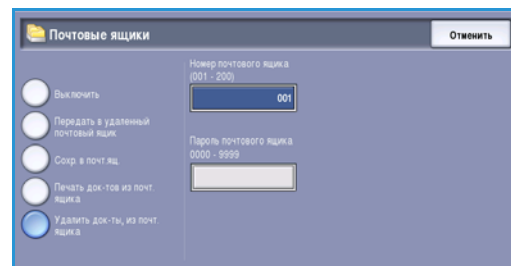 Почтовые ящики
Отменить
Выключить
Передать в удаленный
почтовый ящик
Сохр. в почт.ящ.
Печать док-тов из почт.
ящика
Удалить док-ты, из почт.
ящика
Номер почтового ящика
(001 - 200)
001
Пароль почтового ящика
0000 - 9999